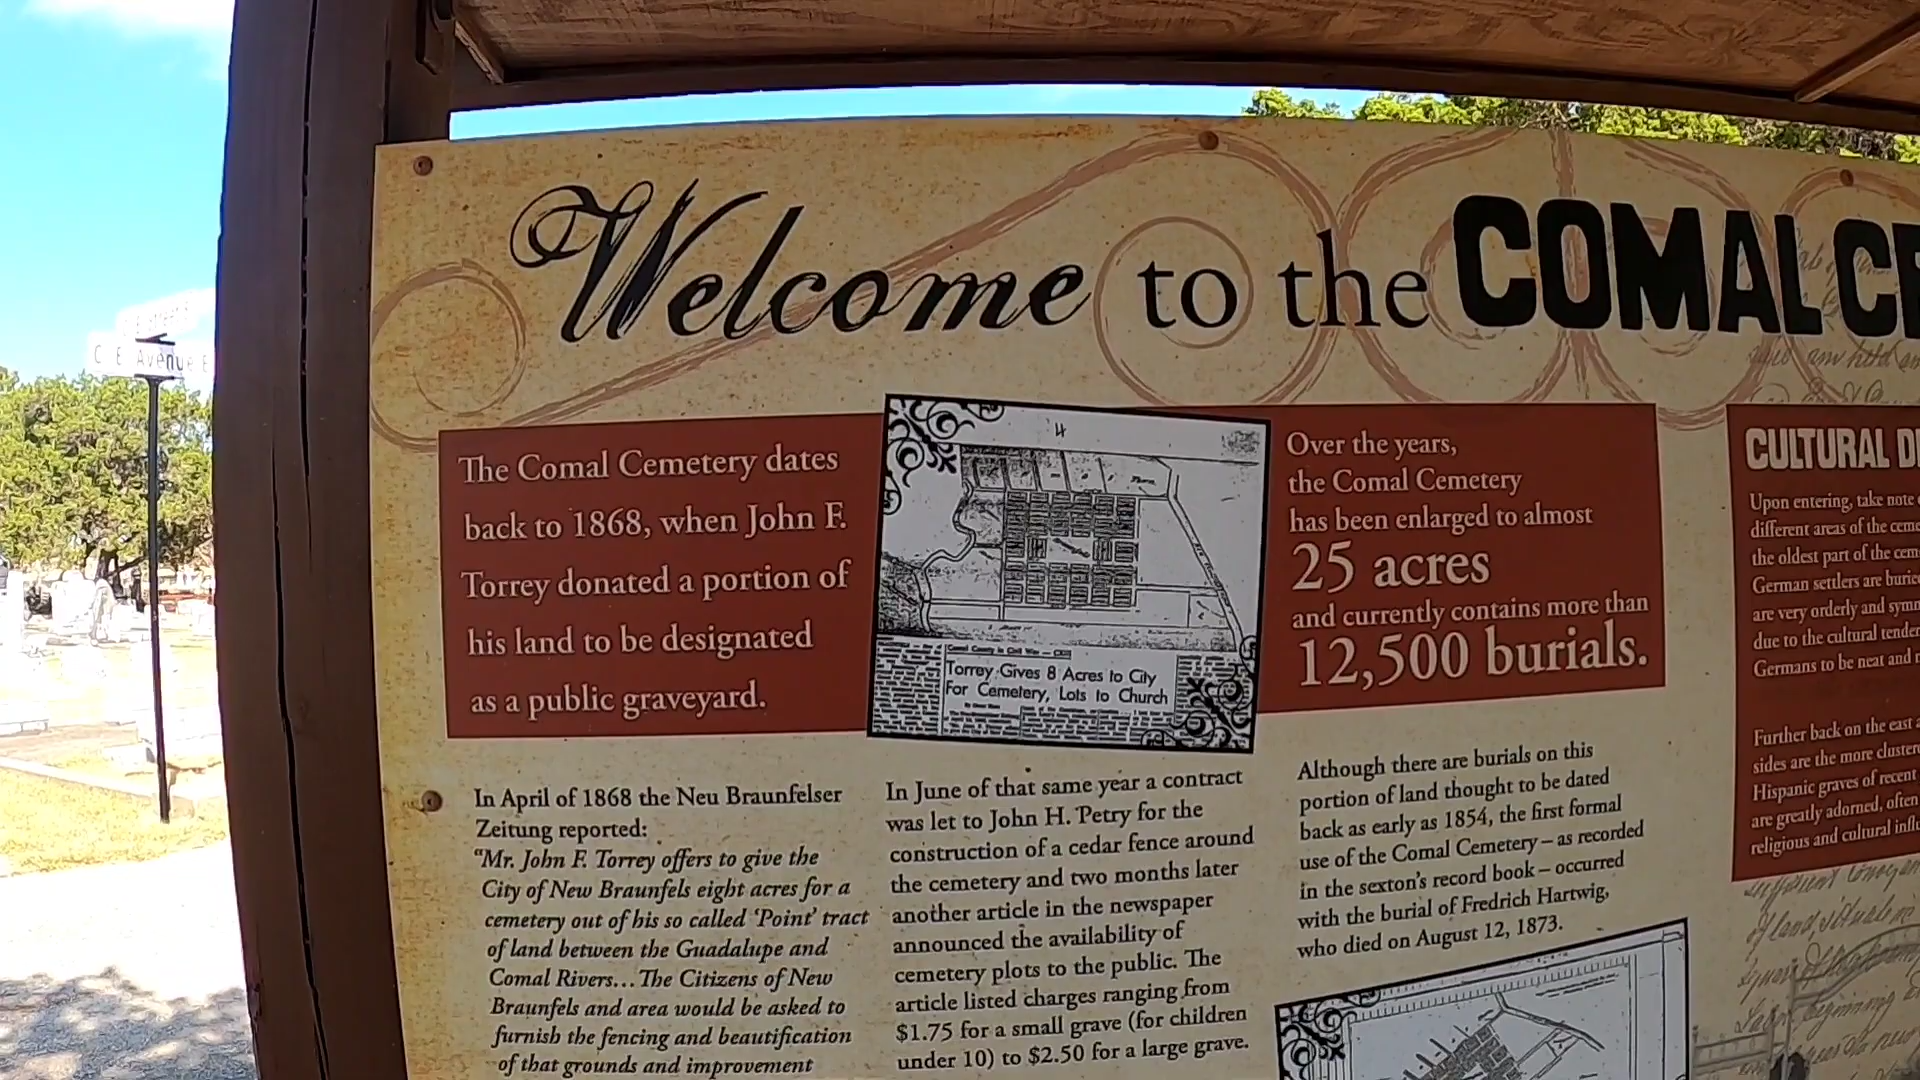 Welcome to the COMAL CE
C E Avenue E
The Comal Cemetery dates
back to 1868, when John F.
Torrey donated a portion of
his land to be designated
as a public graveyard.
4
Comal County in Civil War — CXIII
Torrey Gives 8 Acres to City
For Cemetery, Lots to Church
Over the years,
the Comal Cemetery
has been enlarged to almost
25 acres
and currently contains more than
12,500 burials.
In April of 1868 the Neu Braunfelser
Zeitung reported:
"Mr. John F. Torrey offers to give the
City of New Braunfels eight acres for a
cemetery out of his so called 'Point' tract
of land between the Guadalupe and
Comal Rivers... The Citizens of New
Braunfels and area would be asked to
furnish the fencing and beautification
of that grounds and improvement
In June of that same year a contract
was let to John H. Petry for the
construction of a cedar fence around
the cemetery and two months later
another article in the newspaper
announced the availability of
cemetery plots to the public. The
article listed charges ranging from
$1.75 for a small grave (for children
under 10) to $2.50 for a large grave.
Although there are burials on this
portion of land thought to be dated
back as early as 1854, the first formal
use of the Comal Cemetery – as recorded
in the sexton's record book – occurred
with the burial of Fredrich Hartwig,
who died on August 12, 1873.
CULTURAL D
Upon entering, take note
different areas of the ceme
the oldest part of the cem
German settlers are burie
are very orderly and symm
due to the cultural tenden
Germans to be neat and
Further back on the east
sides are the more cluster
Hispanic graves of recent
are greatly adorned, often
religious and cultural influ